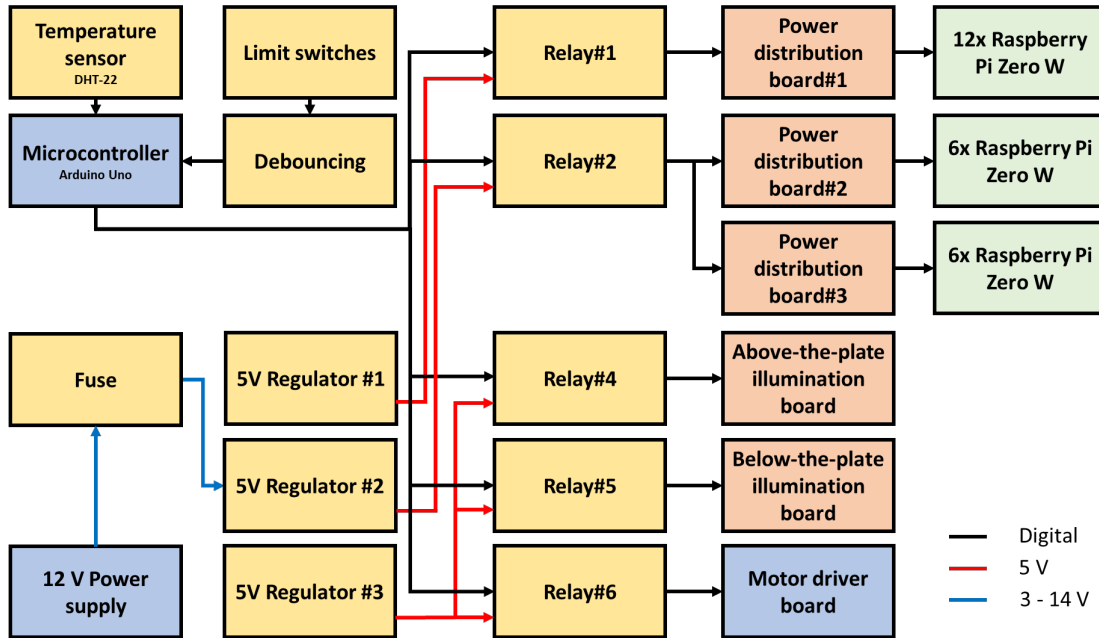 Temperature
sensor
DHT-22
Limit switches
Relay#1
Power
distribution
board#1
12x Raspberry
Pi Zero W
Microcontroller
Arduino Uno
Debouncing
Relay#2
Power
distribution
board#2
6x Raspberry Pi
Zero W
Power
distribution
board#3
6x Raspberry Pi
Zero W
Fuse
5V Regulator #1
Relay#4
Above-the-plate
illumination
board
5V Regulator #2
Relay#5
Below-the-plate
illumination
board
12 V Power
supply
5V Regulator #3
Relay#6
Motor driver
board
Digital
5 V
3 - 14 V